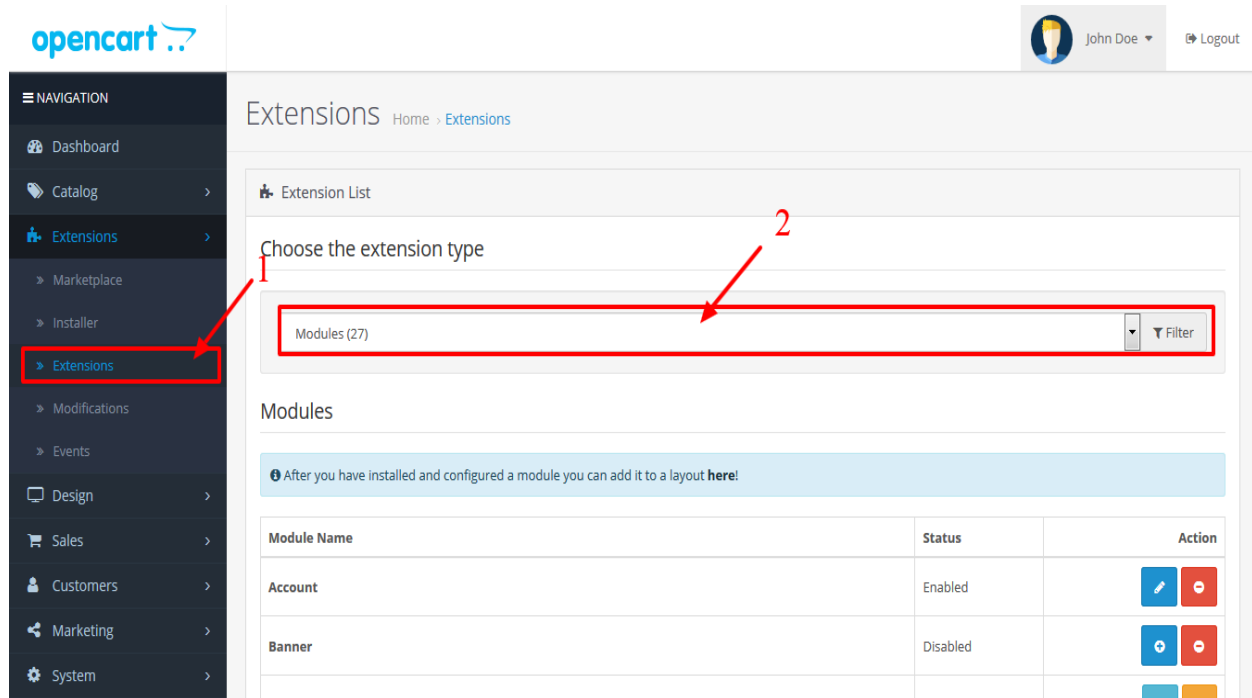 opencart
John Doe
Logout
NAVIGATION
Dashboard
Catalog
Extensions
Marketplace
Installer
Extensions
Modifications
Events
Design
Sales
Customers
Marketing
System
Extensions Home › Extensions
Extension List
Choose the extension type
1
2
Modules (27)
Filter
Modules
After you have installed and configured a module you can add it to a layout here!
Module Name Status Action
Account Enabled
Banner Disabled